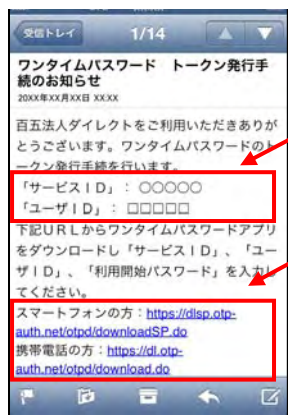 受信トレイ
1/14
ワンタイムパスワード　トークン発行手
続のお知らせ
20XX年XX月XX日 XX:XX
百五法人ダイレクトをご利用いただきありが
とうございます。ワンタイムパスワードのト
ークン発行手続を行います。
「サービスＩＤ」： ○○○○○
「ユーザＩＤ」： □□□□□
下記ＵＲＬからワンタイムパスワードアプリ
をダウンロードし「サービスＩＤ」、「ユー
ザＩＤ」、「利用開始パスワード」を入力し
てください。
スマートフォンの方：https://dlsp.otp-
auth.net/otpd/downloadSP.do
携帯電話の方：https://dl.otp-
auth.net/otpd/download.do